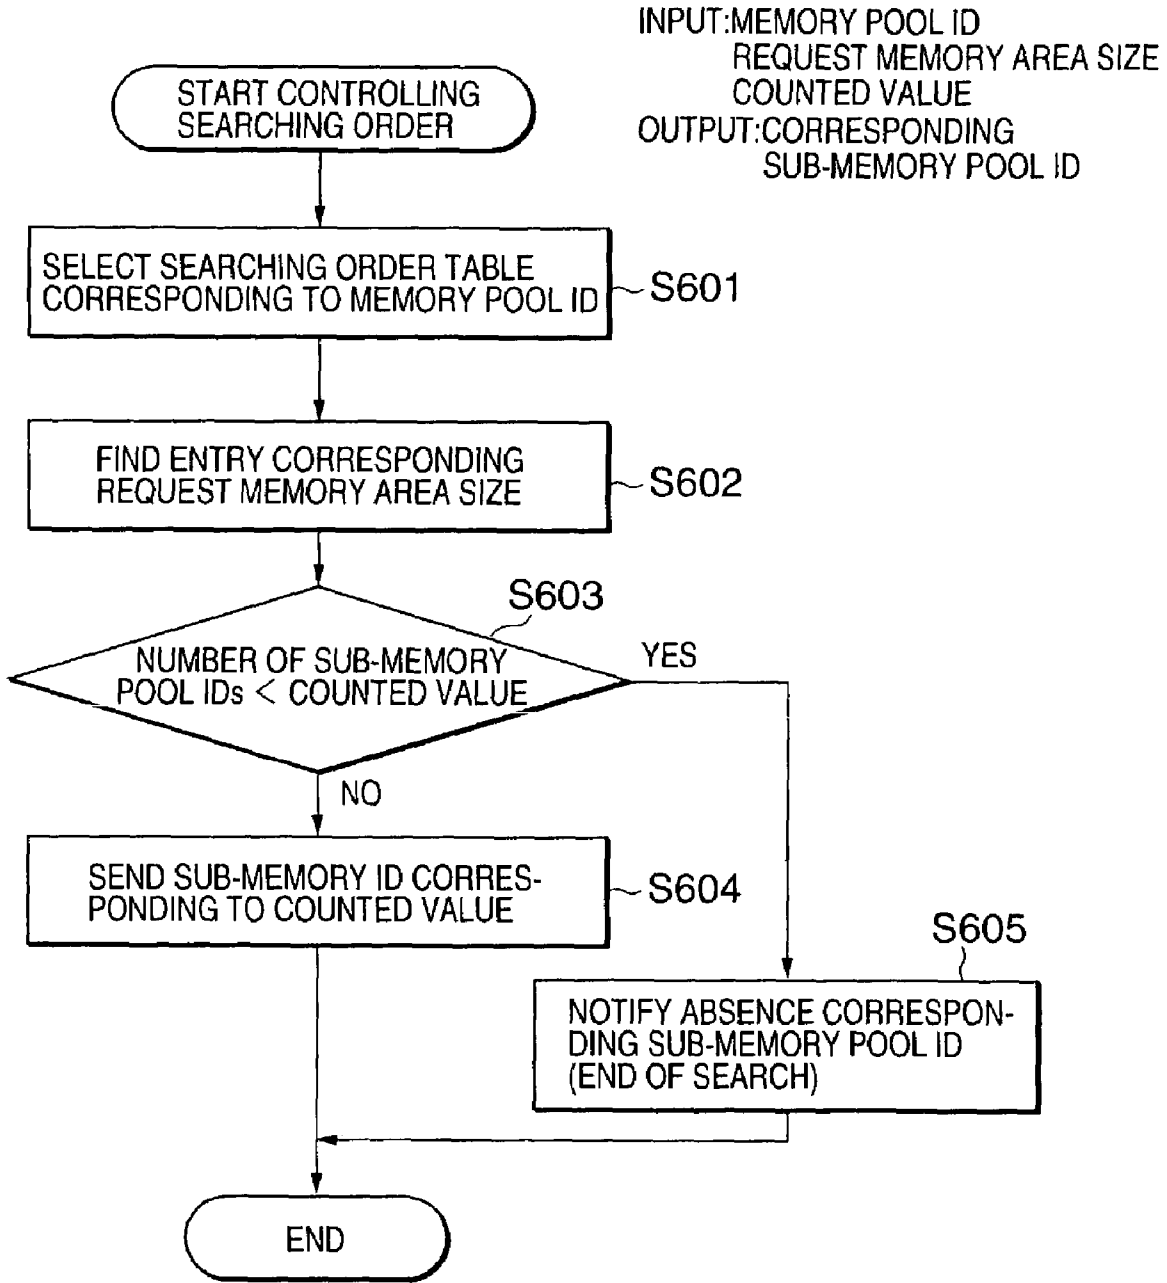 INPUT:MEMORY POOL ID
REQUEST MEMORY AREA SIZE
COUNTED VALUE
OUTPUT:CORRESPONDING
SUB-MEMORY POOL ID
START CONTROLLING
SEARCHING ORDER
SELECT SEARCHING ORDER TABLE
CORRESPONDING TO MEMORY POOL ID
S601
FIND ENTRY CORRESPONDING
REQUEST MEMORY AREA SIZE
S602
S603
NUMBER OF SUB-MEMORY
POOL IDs < COUNTED VALUE
YES
NO
SEND SUB-MEMORY ID CORRES-
PONDING TO COUNTED VALUE
S604
S605
NOTIFY ABSENCE CORRESPON-
DING SUB-MEMORY POOL ID
(END OF SEARCH)
END